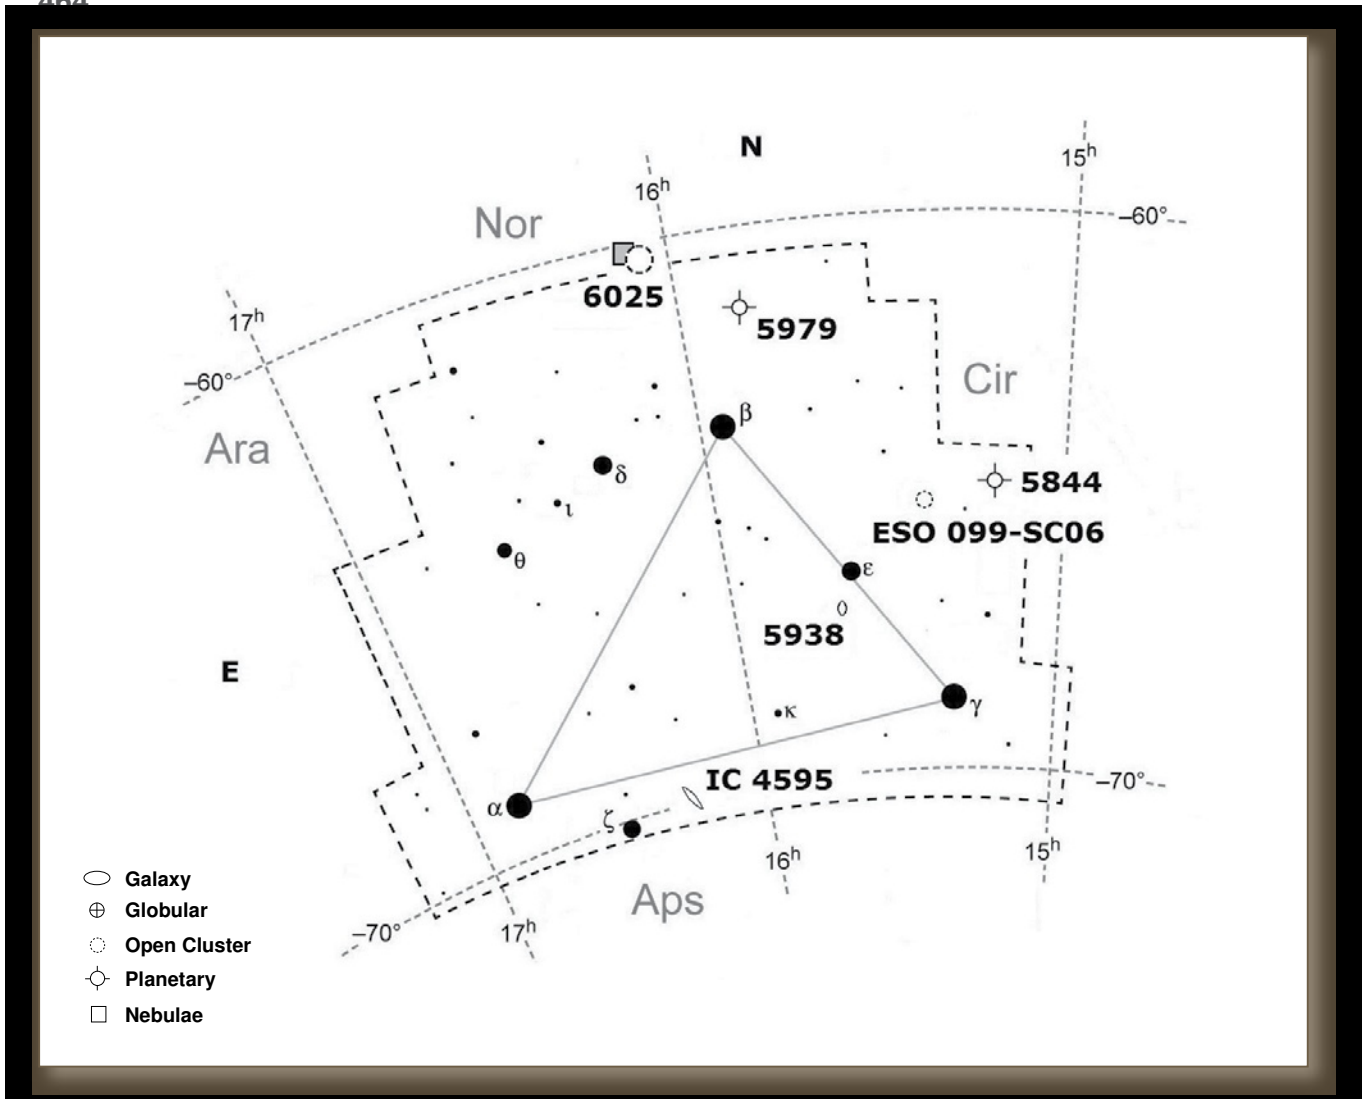 464
N
15h
16h
–60°
Nor
6025
17h
5979
–60°
Cir
β
Ara
δ
5844
ι
ESO 099-SC06
θ
ε
5938
E
γ
κ
IC 4595
–70°
α
ζ
15h
16h
Aps
–70°
17h
Galaxy
Globular
Open Cluster
Planetary
Nebulae